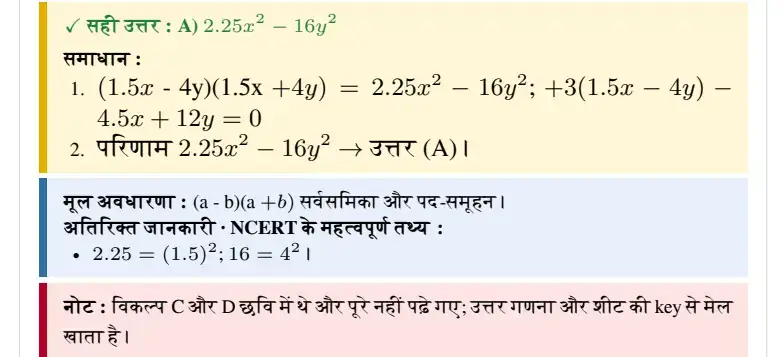 ✓ सही उत्तर : A) 2.25x² − 16y²
समाधान :
1. (1.5x - 4y)(1.5x +4y) = 2.25x² − 16y²; +3(1.5x − 4y) −
4.5x + 12y = 0
2. परिणाम 2.25x² − 16y² → उत्तर (A) ।
मूल अवधारणा : (a - b)(a +b) सर्वसमिका और पद-समूहन ।
अतिरिक्त जानकारी · NCERT के महत्वपूर्ण तथ्य :
• 2.25 = (1.5)²; 16 = 4² ।
नोट : विकल्प C और D छवि में थे और पूरे नहीं पढ़े गए; उत्तर गणना और शीट की key से मेल
खाता है ।